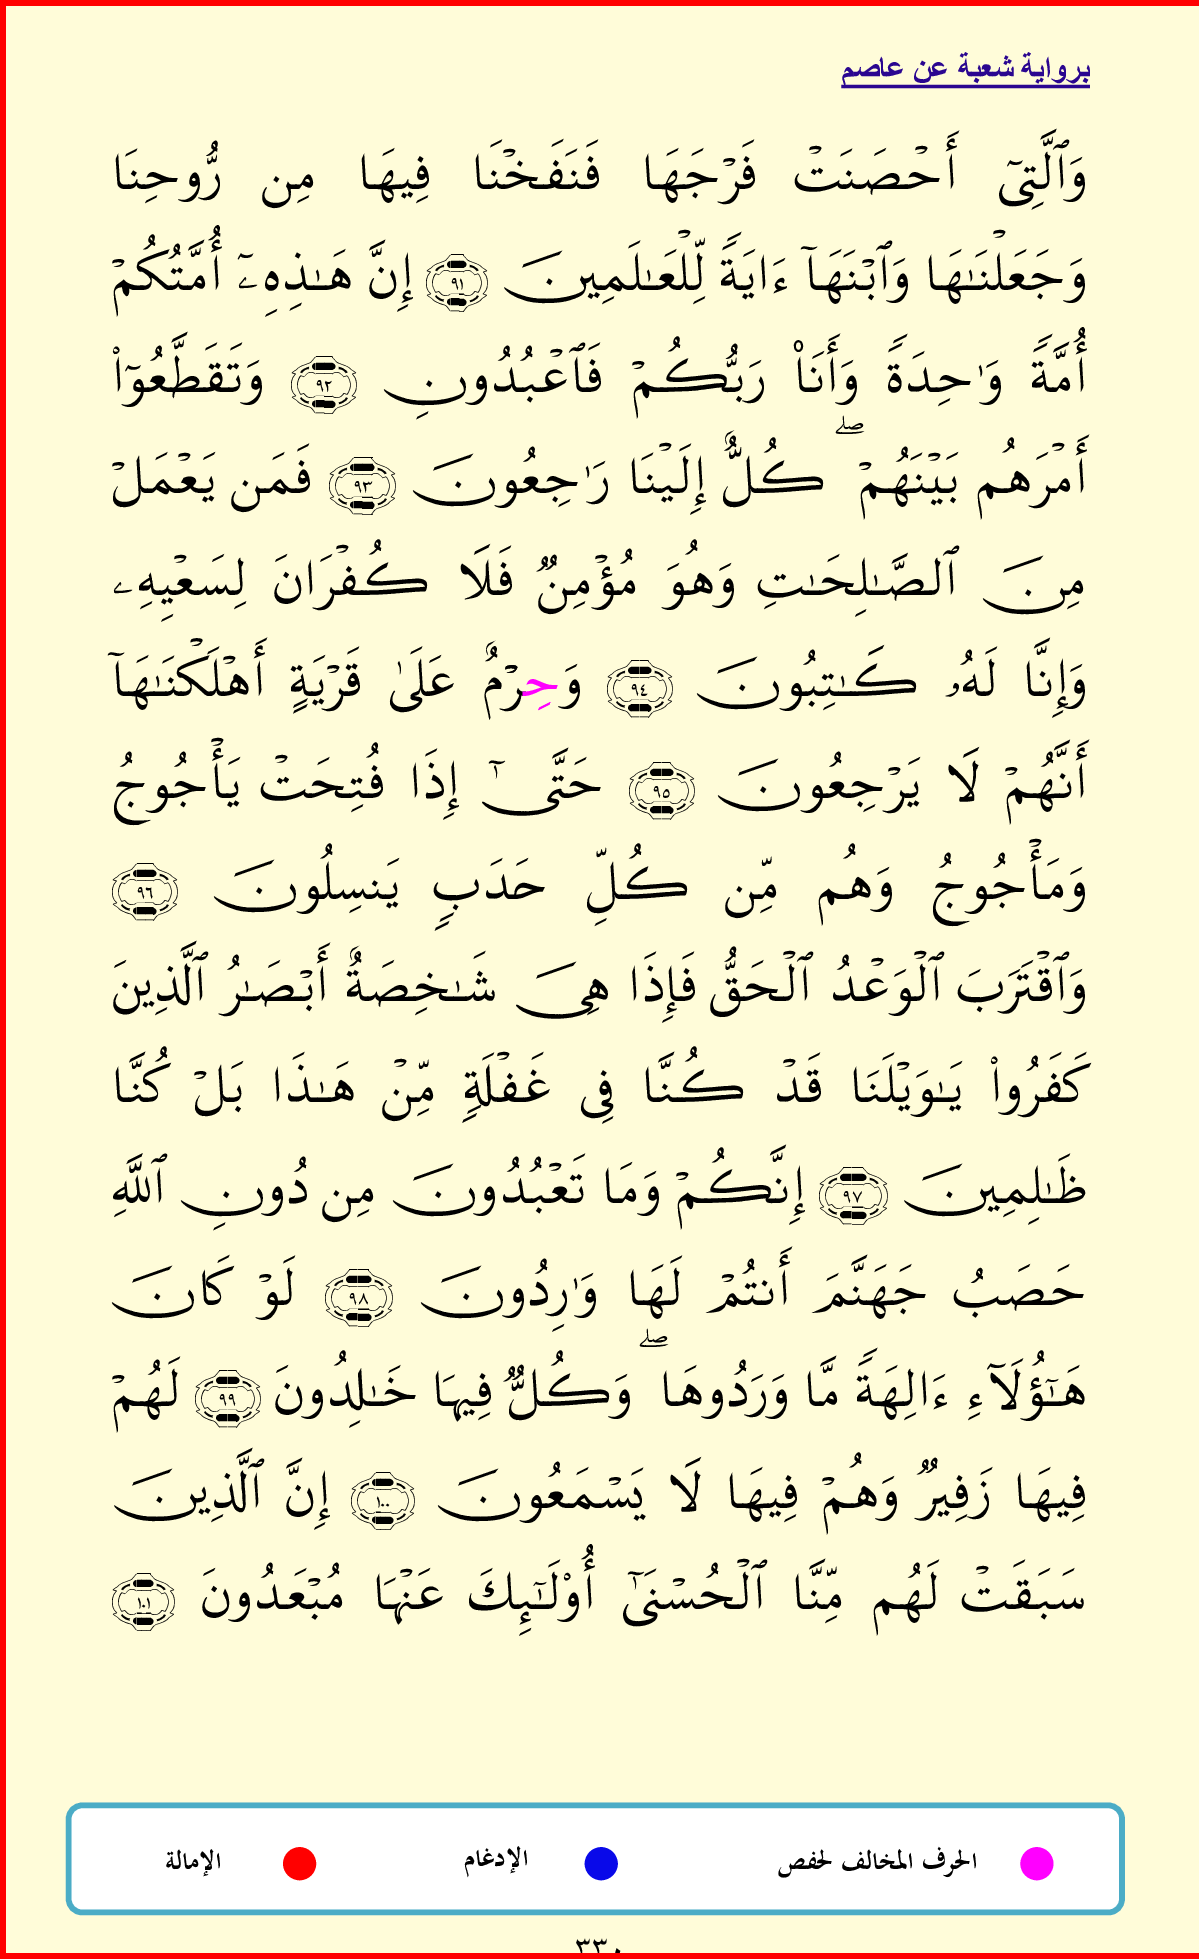 برواية شعبة عن عاصم
وَٱلَّتِىٓ أَحْصَنَتْ فَرْجَهَا فَنَفَخْنَا فِيهَا مِن رُّوحِنَا
وَجَعَلْنَـٰهَا وَٱبْنَهَآ ءَايَةً لِّلْعَـٰلَمِينَ ٩١ إِنَّ هَـٰذِهِۦٓ أُمَّتُكُمْ
أُمَّةً وَٰحِدَةً وَأَنَا۠ رَبُّكُمْ فَٱعْبُدُونِ ٩٢ وَتَقَطَّعُوٓا۟
أَمْرَهُم بَيْنَهُمْ ۖ كُلٌّ إِلَيْنَا رَٰجِعُونَ ٩٣ فَمَن يَعْمَلْ
مِنَ ٱلصَّـٰلِحَـٰتِ وَهُوَ مُؤْمِنٌ فَلَا كُفْرَانَ لِسَعْيِهِۦ
وَإِنَّا لَهُۥ كَـٰتِبُونَ ٩٤ وَحِرْمٌ عَلَىٰ قَرْيَةٍ أَهْلَكْنَـٰهَآ
أَنَّهُمْ لَا يَرْجِعُونَ ٩٥ حَتَّىٰٓ إِذَا فُتِحَتْ يَأْجُوجُ
وَمَأْجُوجُ وَهُم مِّن كُلِّ حَدَبٍ يَنسِلُونَ ٩٦
وَٱقْتَرَبَ ٱلْوَعْدُ ٱلْحَقُّ فَإِذَا هِىَ شَـٰخِصَةٌ أَبْصَـٰرُ ٱلَّذِينَ
كَفَرُوا۟ يَـٰوَيْلَنَا قَدْ كُنَّا فِى غَفْلَةٍ مِّنْ هَـٰذَا بَلْ كُنَّا
ظَـٰلِمِينَ ٩٧ إِنَّكُمْ وَمَا تَعْبُدُونَ مِن دُونِ ٱللَّهِ
حَصَبُ جَهَنَّمَ أَنتُمْ لَهَا وَٰرِدُونَ ٩٨ لَوْ كَانَ
هَـٰٓؤُلَآءِ ءَالِهَةً مَّا وَرَدُوهَا ۖ وَكُلٌّ فِيهَا خَـٰلِدُونَ ٩٩ لَهُمْ
فِيهَا زَفِيرٌ وَهُمْ فِيهَا لَا يَسْمَعُونَ ١٠٠ إِنَّ ٱلَّذِينَ
سَبَقَتْ لَهُم مِّنَّا ٱلْحُسْنَىٰٓ أُو۟لَـٰٓئِكَ عَنْهَا مُبْعَدُونَ ١٠١
الحرف المخالف لحفص الإدغام الإمالة
٣٣٠